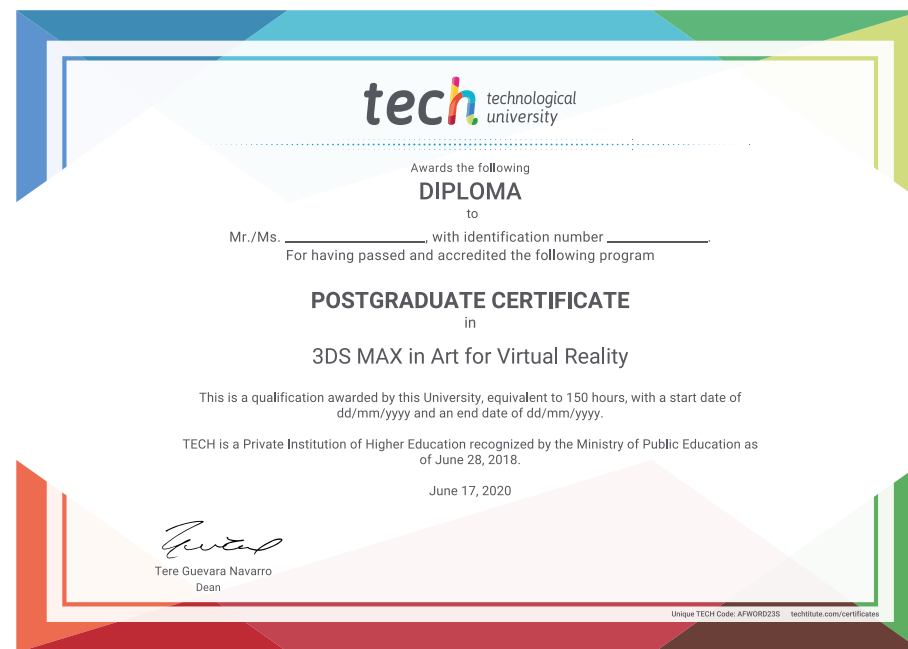 tech technological
university
Awards the following
DIPLOMA
to
Mr./Ms. ____________________, with identification number __________________.
For having passed and accredited the following program
POSTGRADUATE CERTIFICATE
in
3DS MAX in Art for Virtual Reality
This is a qualification awarded by this University, equivalent to 150 hours, with a start date of
dd/mm/yyyy and an end date of dd/mm/yyyy.
TECH is a Private Institution of Higher Education recognized by the Ministry of Public Education as
of June 28, 2018.
June 17, 2020
Tere Guevara Navarro
Dean
Unique TECH Code: AFWORD23S techtitute.com/certificates